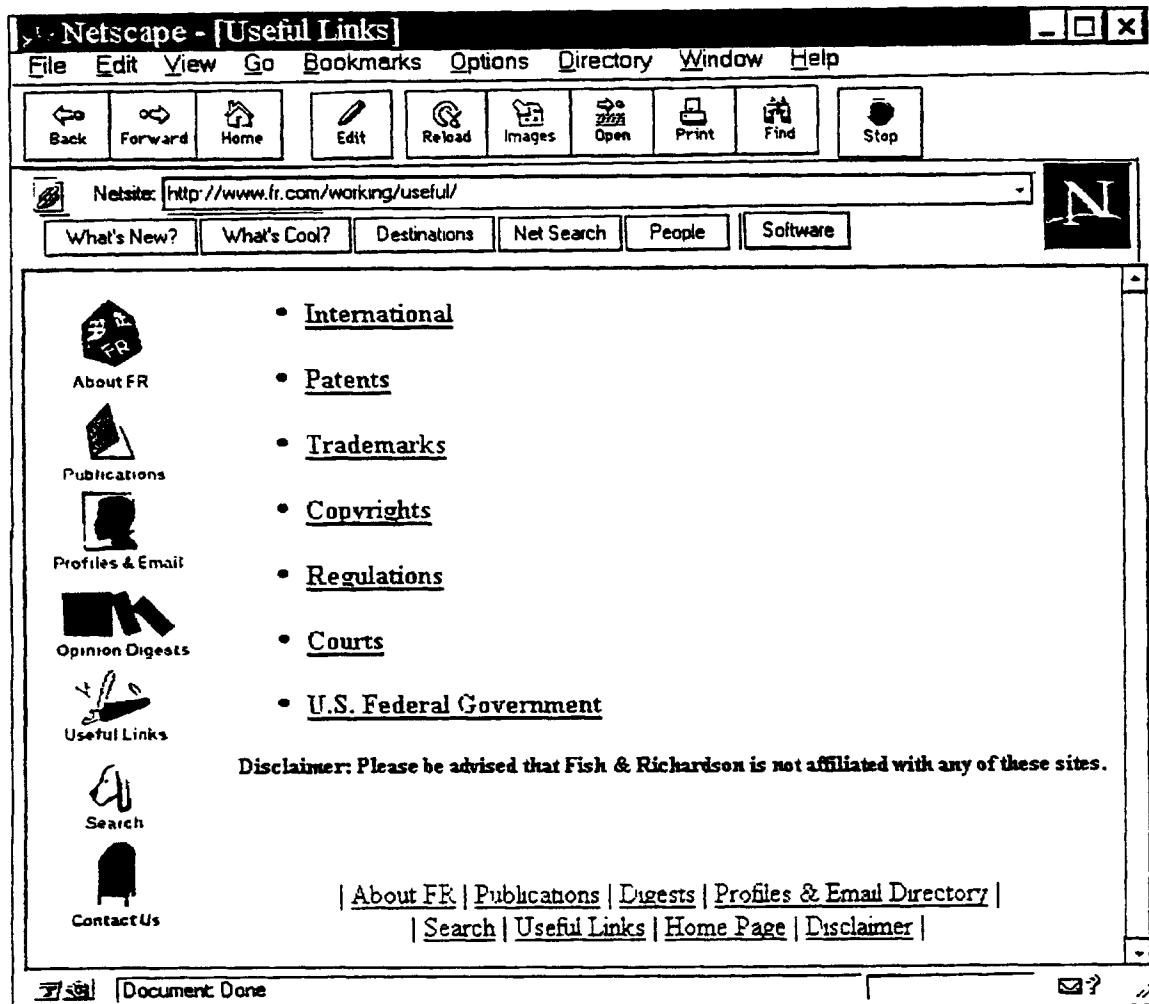 Netscape - [Useful Links]
File Edit View Go Bookmarks Options Directory Window Help
Back Forward Home Edit Reload Images Open Print Find Stop
Netsite: http://www.fr.com/working/useful/
N
What's New? What's Cool? Destinations Net Search People Software
• International
FR
About FR
• Patents
• Trademarks
Publications
• Copyrights
Profiles & Email
• Regulations
• Courts
Opinion Digests
• U.S. Federal Government
Useful Links
Disclaimer: Please be advised that Fish & Richardson is not affiliated with any of these sites.
Search
| About FR | Publications | Digests | Profiles & Email Directory |
Contact Us
| Search | Useful Links | Home Page | Disclaimer |
Document: Done